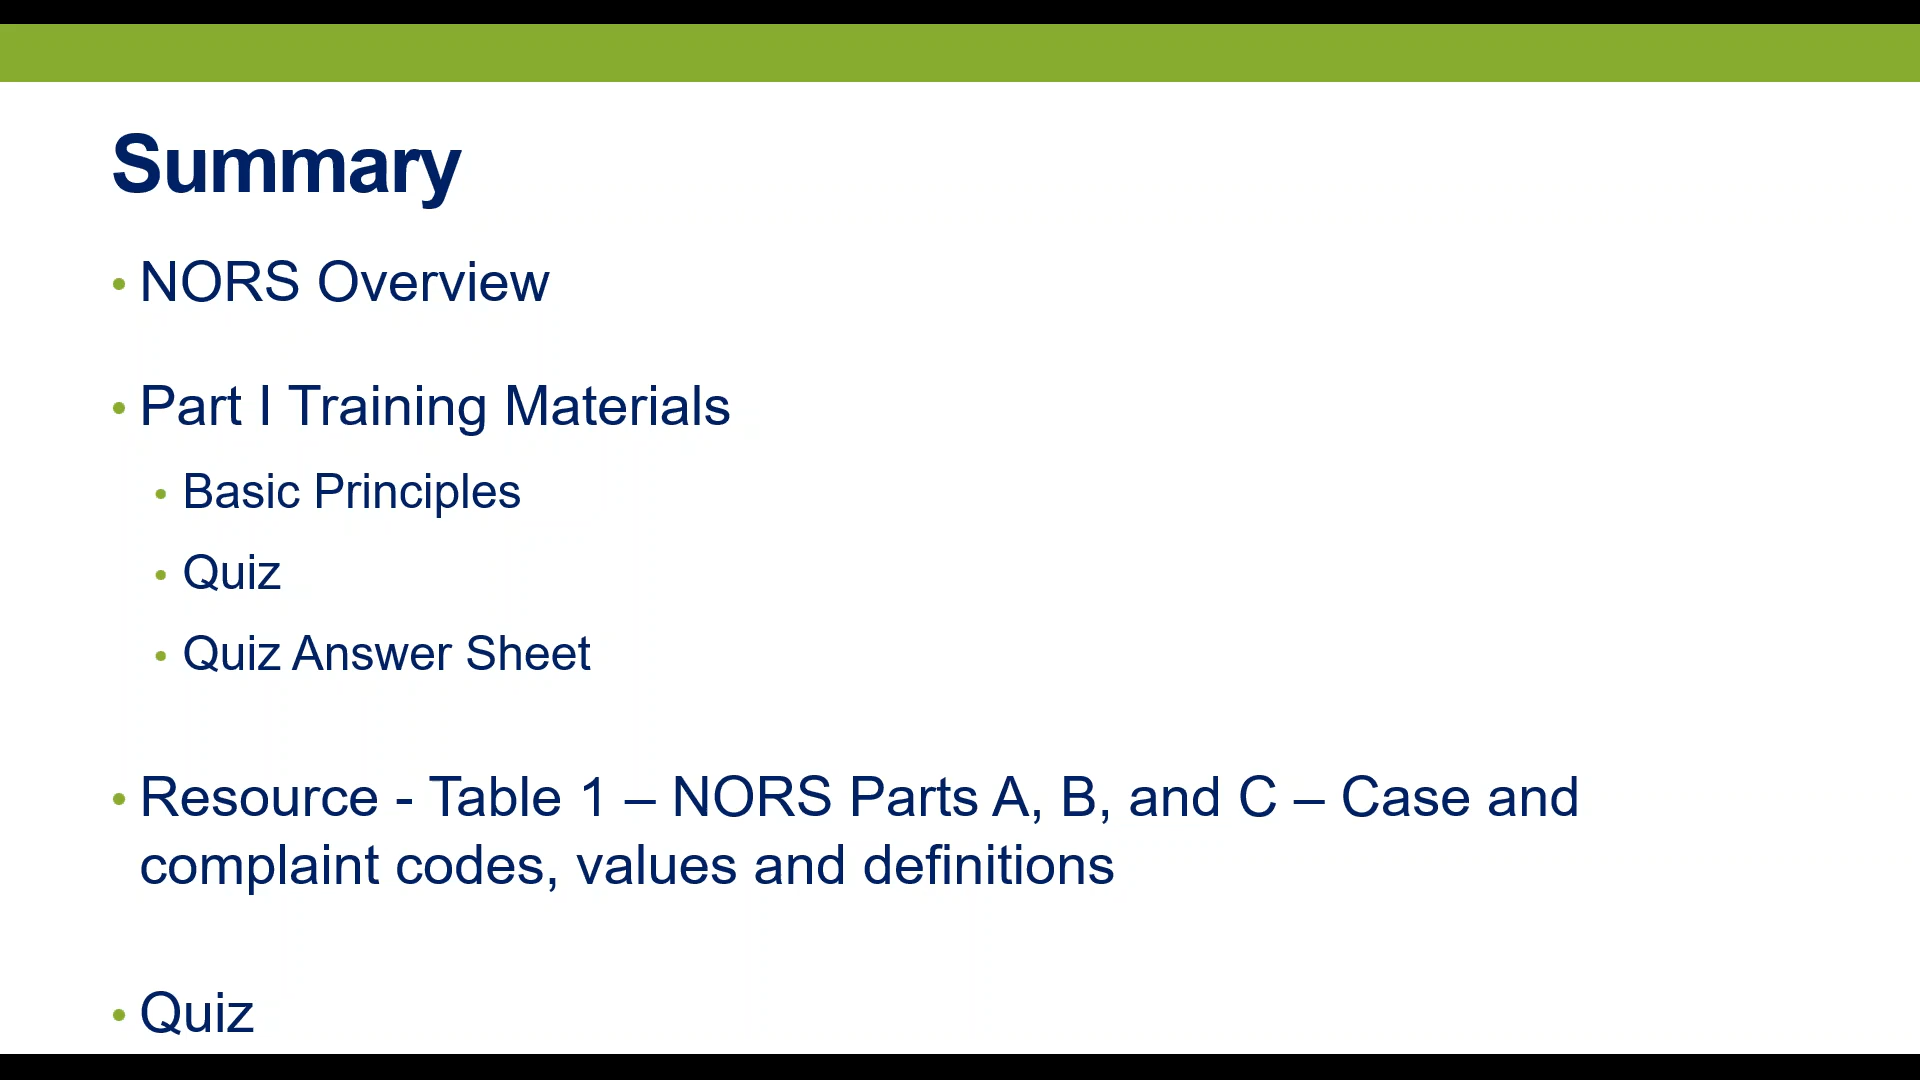 Summary
• NORS Overview
• Part I Training Materials
• Basic Principles
• Quiz
• Quiz Answer Sheet
• Resource - Table 1 – NORS Parts A, B, and C – Case and
complaint codes, values and definitions
• Quiz